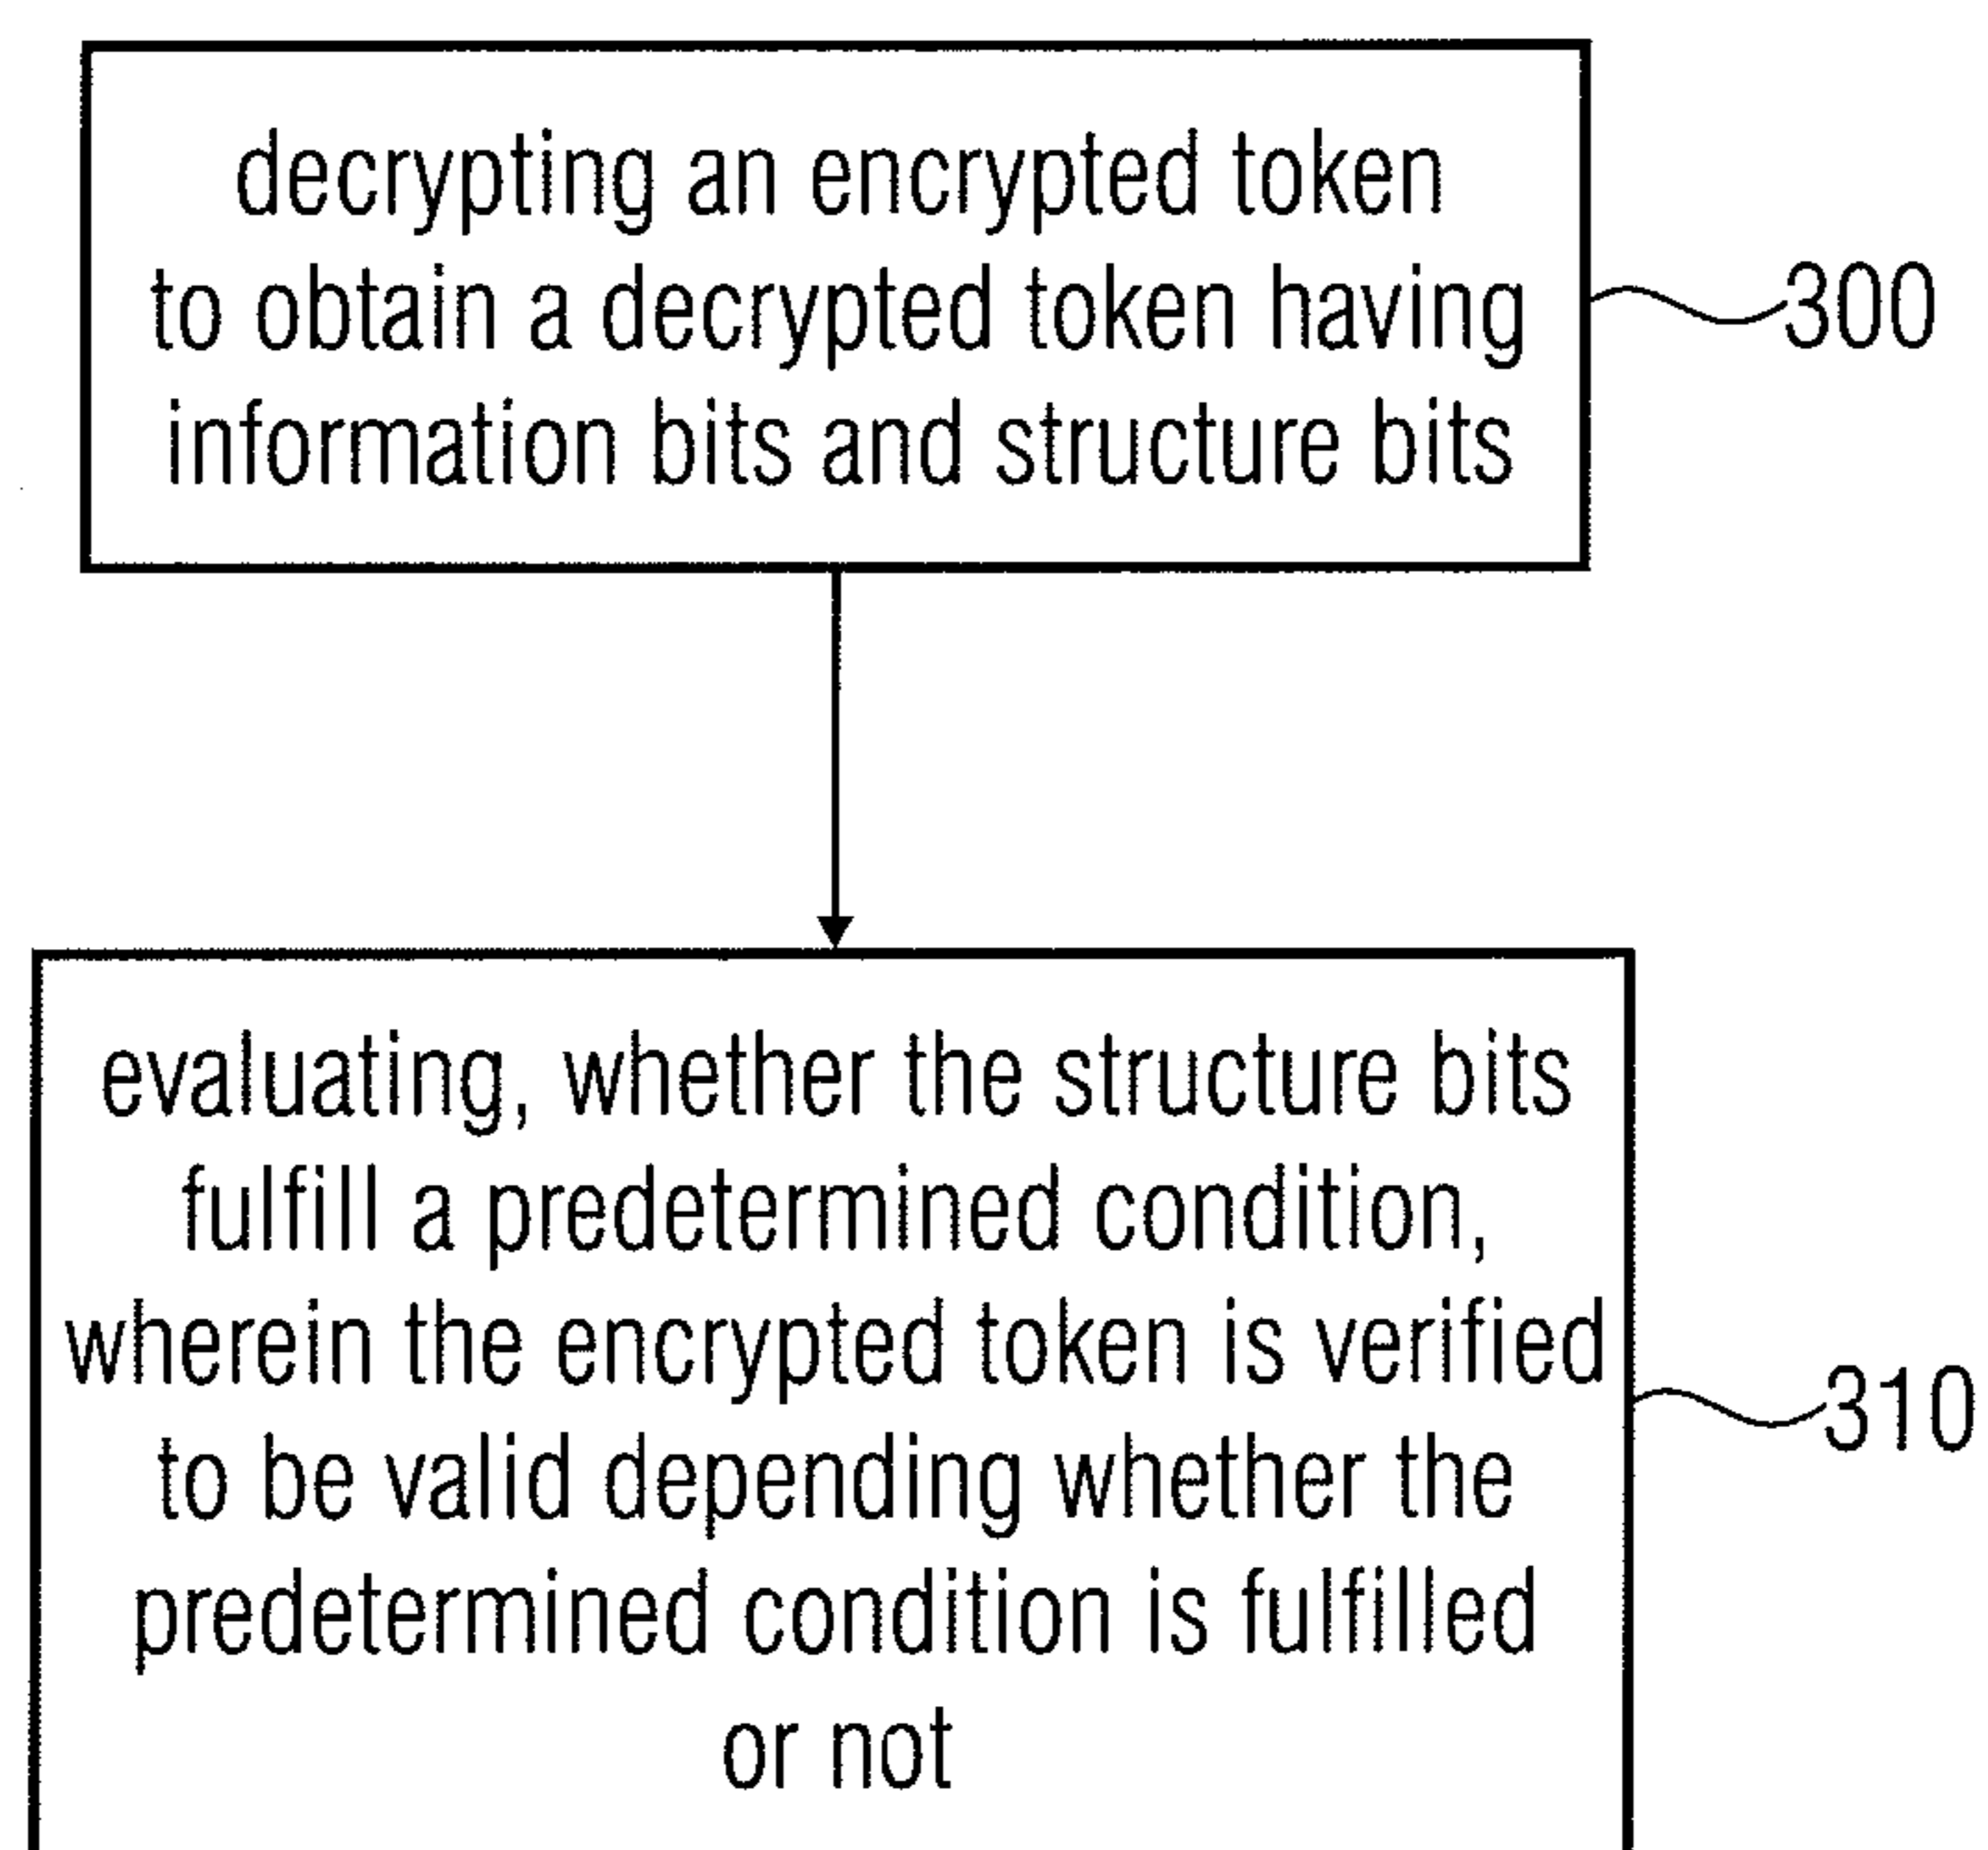 decrypting an encrypted token
to obtain a decrypted token having
information bits and structure bits
300
evaluating, whether the structure bits
fulfill a predetermined condition,
wherein the encrypted token is verified
to be valid depending whether the
predetermined condition is fulfilled
or not
310